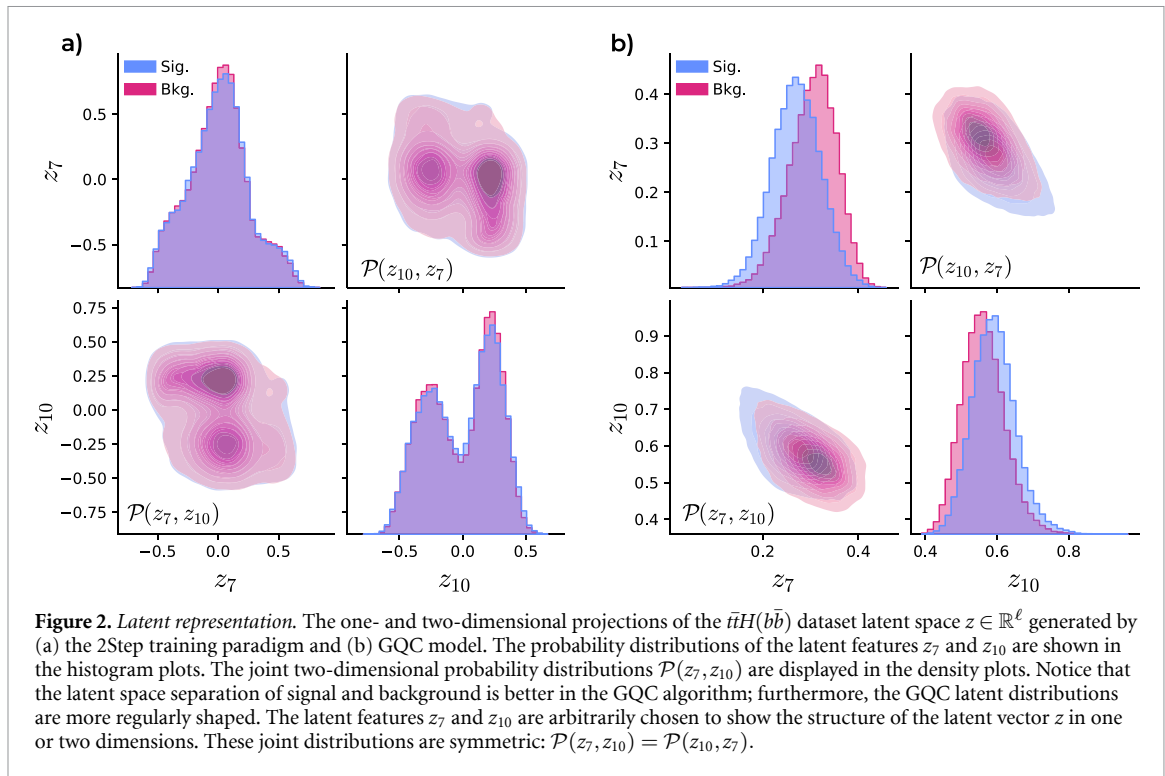 a)
Sig.
Bkg.
z7
0.5
0.0
−0.5
P(z10, z7)
0.75
0.50
0.25
0.00
−0.25
−0.50
−0.75
z10
P(z7, z10)
−0.5 0.0 0.5
z7
−0.5 0.0 0.5
z10
b)
Sig.
Bkg.
z7
0.4
0.3
0.2
0.1
P(z10, z7)
0.9
0.8
0.7
0.6
0.5
0.4
z10
P(z7, z10)
0.2 0.4
z7
0.4 0.6 0.8
z10
Figure 2. Latent representation. The one- and two-dimensional projections of the t̄tH(bb̄) dataset latent space z ∈ ℝ^ℓ generated by
(a) the 2Step training paradigm and (b) GQC model. The probability distributions of the latent features z7 and z10 are shown in
the histogram plots. The joint two-dimensional probability distributions P(z7, z10) are displayed in the density plots. Notice that
the latent space separation of signal and background is better in the GQC algorithm; furthermore, the GQC latent distributions
are more regularly shaped. The latent features z7 and z10 are arbitrarily chosen to show the structure of the latent vector z in one
or two dimensions. These joint distributions are symmetric: P(z7, z10) = P(z10, z7).